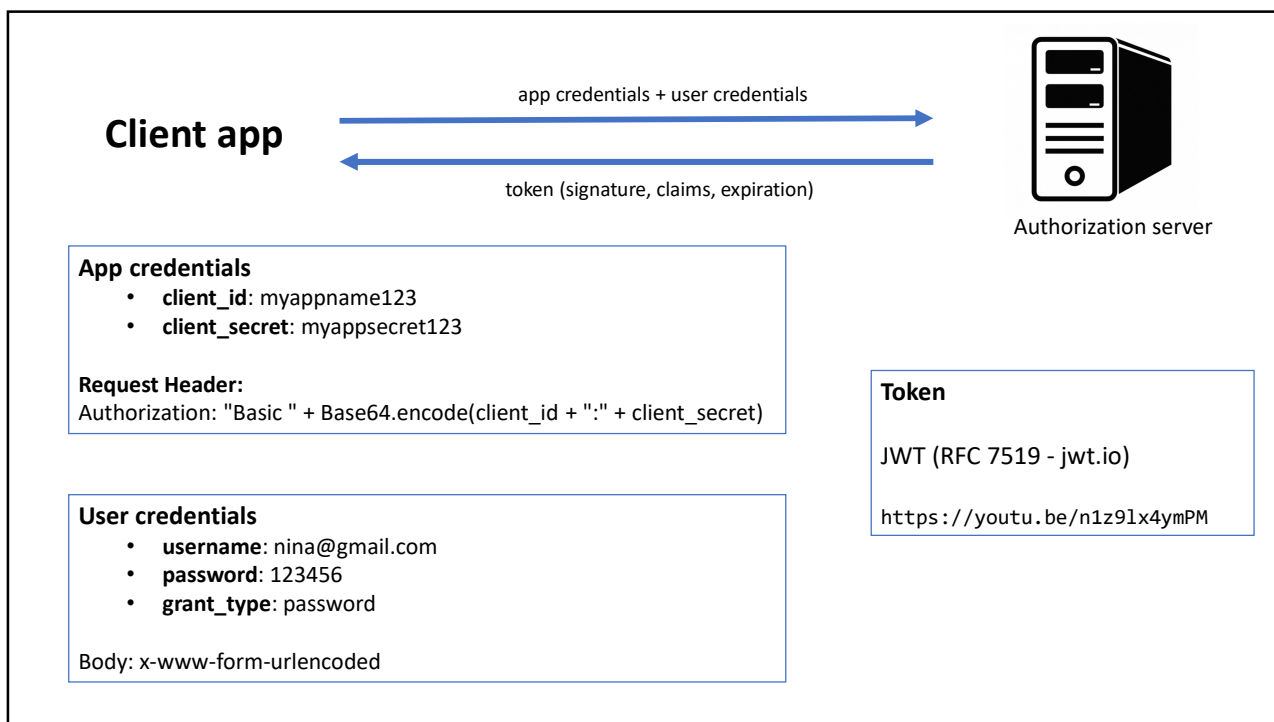 app credentials + user credentials
Client app
token (signature, claims, expiration)
Authorization server
App credentials
• client_id: myappname123
• client_secret: myappsecret123
Request Header:
Authorization: "Basic " + Base64.encode(client_id + ":" + client_secret)
Token
JWT (RFC 7519 - jwt.io)
https://youtu.be/n1z9lx4ymPM
User credentials
• username: nina@gmail.com
• password: 123456
• grant_type: password
Body: x-www-form-urlencoded